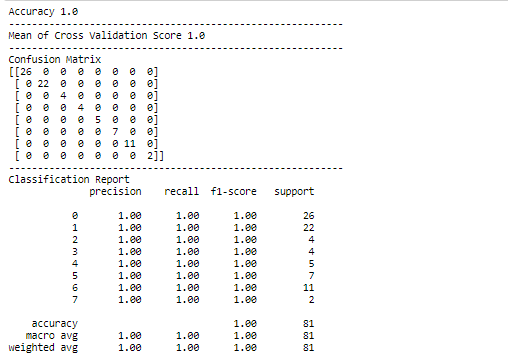 Accuracy 1.0
------------------------------------------------------
Mean of Cross Validation Score 1.0
------------------------------------------------------
Confusion Matrix
[[26  0  0  0  0  0  0  0]
 [ 0 22  0  0  0  0  0  0]
 [ 0  0  4  0  0  0  0  0]
 [ 0  0  0  4  0  0  0  0]
 [ 0  0  0  0  5  0  0  0]
 [ 0  0  0  0  0  7  0  0]
 [ 0  0  0  0  0  0 11  0]
 [ 0  0  0  0  0  0  0  2]]
------------------------------------------------------
Classification Report
              precision    recall  f1-score   support
           0       1.00      1.00      1.00        26
           1       1.00      1.00      1.00        22
           2       1.00      1.00      1.00         4
           3       1.00      1.00      1.00         4
           4       1.00      1.00      1.00         5
           5       1.00      1.00      1.00         7
           6       1.00      1.00      1.00        11
           7       1.00      1.00      1.00         2
    accuracy                           1.00        81
   macro avg       1.00      1.00      1.00        81
weighted avg       1.00      1.00      1.00        81